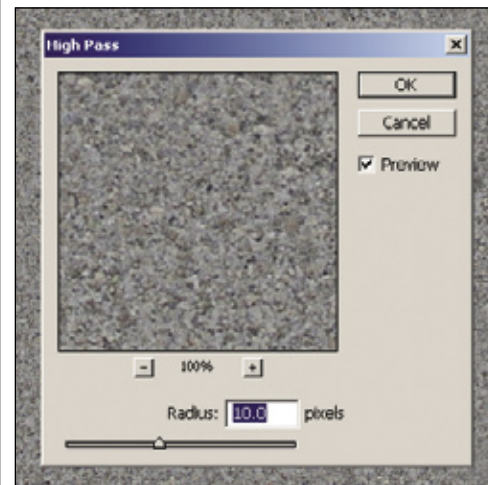 High Pass
OK
Cancel
Preview
- 100% +
Radius: 10.0 pixels